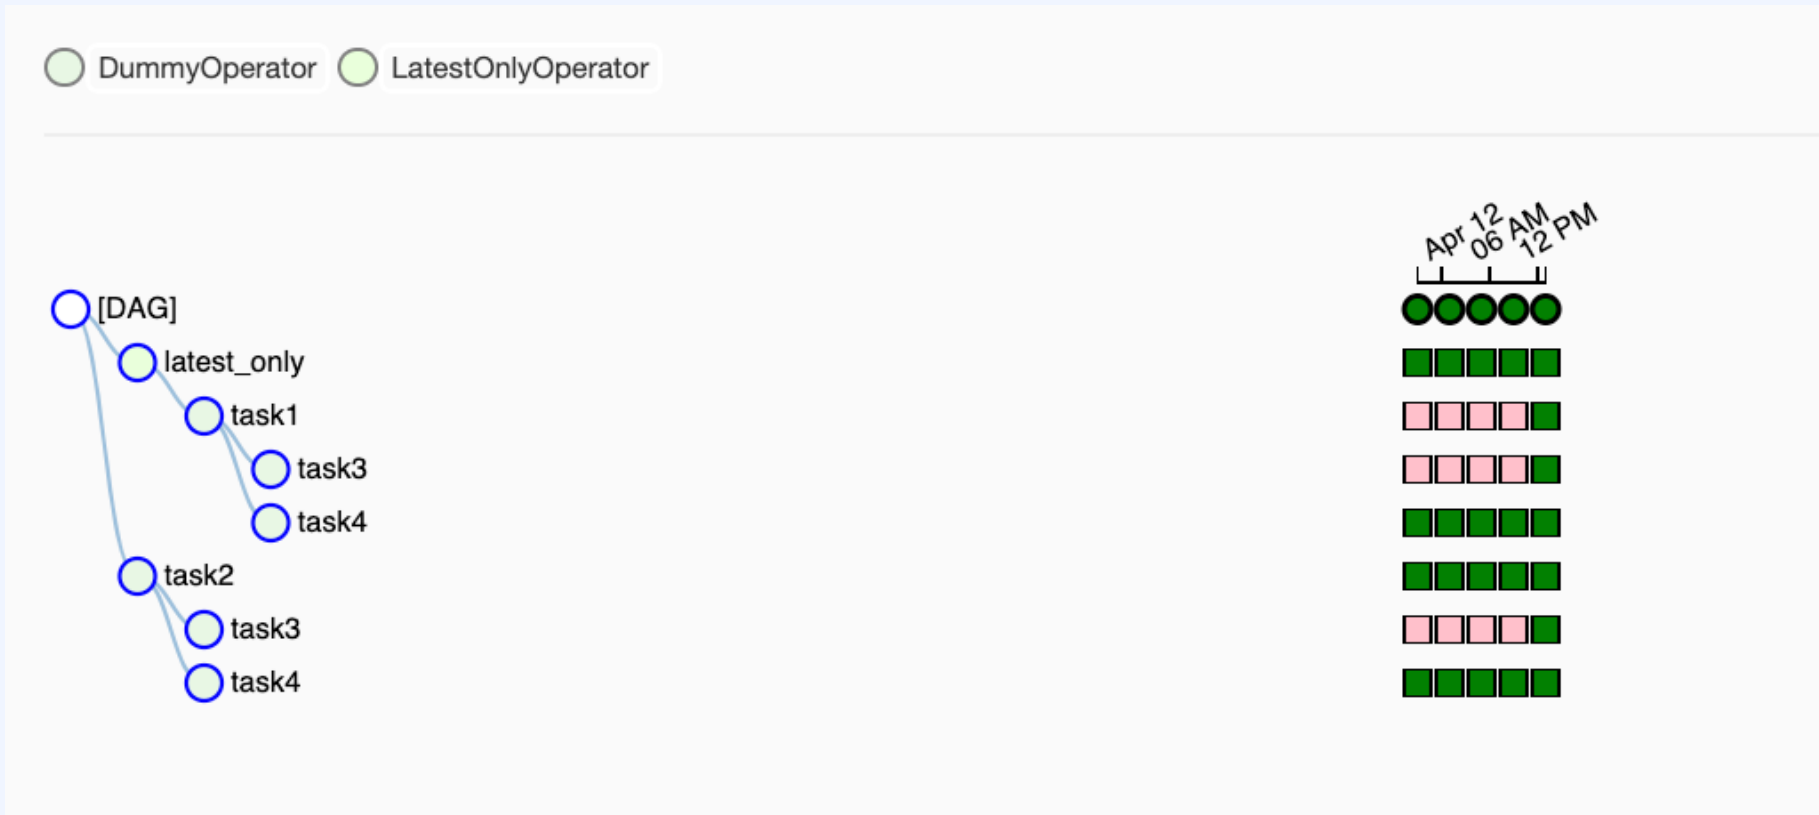 DummyOperator LatestOnlyOperator
Apr 12 06 AM 12 PM
[DAG]
latest_only
task1
task3
task4
task2
task3
task4